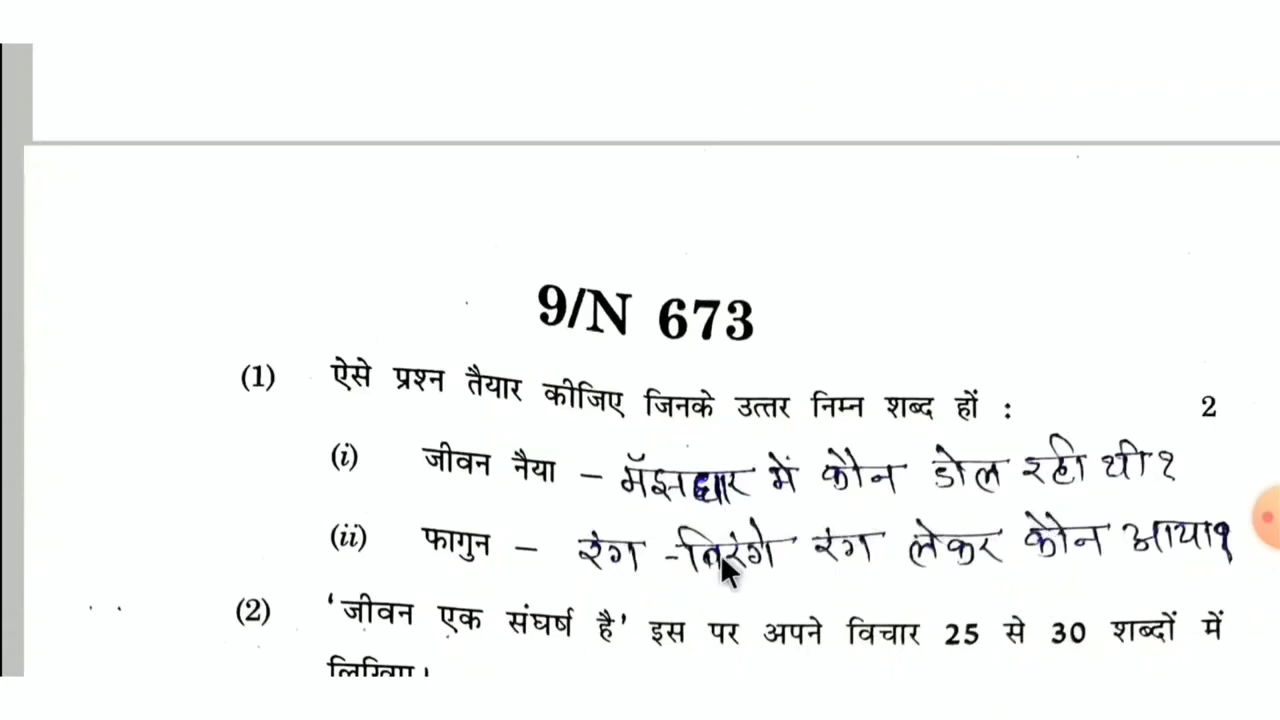 9/N 673
(1) ऐसे प्रश्न तैयार कीजिए जिनके उत्तर निम्न शब्द हों : 2
(i) जीवन नैया – मँझधार में कौन डोल रही थी?
(ii) फागुन – रंग-बिरंगे रंग लेकर कौन आया?
(2) 'जीवन एक संघर्ष है' इस पर अपने विचार 25 से 30 शब्दों में
लिखिए।